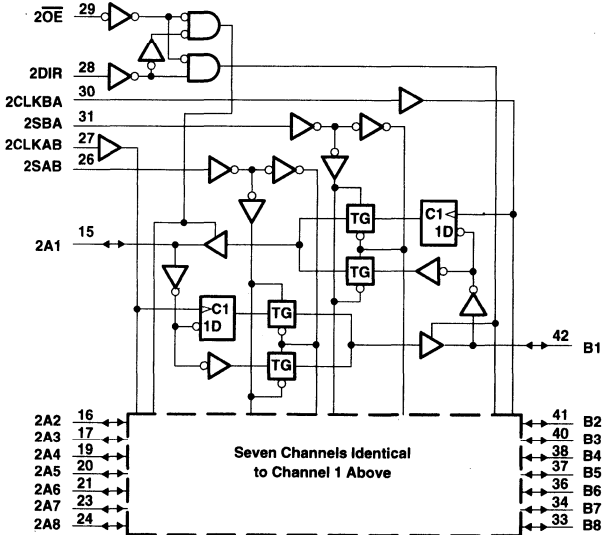 2OE 29
2DIR 28
2CLKBA 30
2SBA 31
2CLKAB 27
2SAB 26
TG
C1
1D
2A1 15
TG
C1
1D
TG
42 B1
TG
2A2 16
2A3 17
2A4 19
2A5 20
2A6 21
2A7 23
2A8 24
Seven Channels Identical
to Channel 1 Above
41 B2
40 B3
38 B4
37 B5
36 B6
34 B7
33 B8